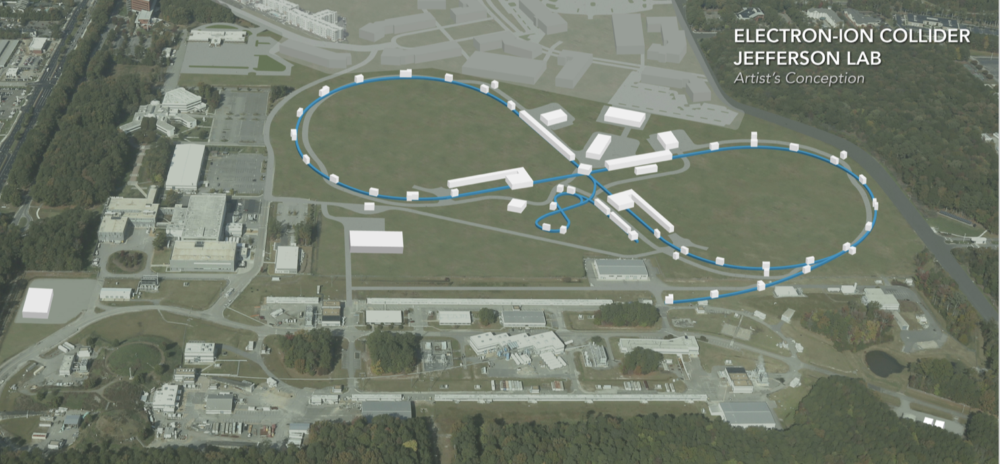 ELECTRON-ION COLLIDER
JEFFERSON LAB
Artist's Conception